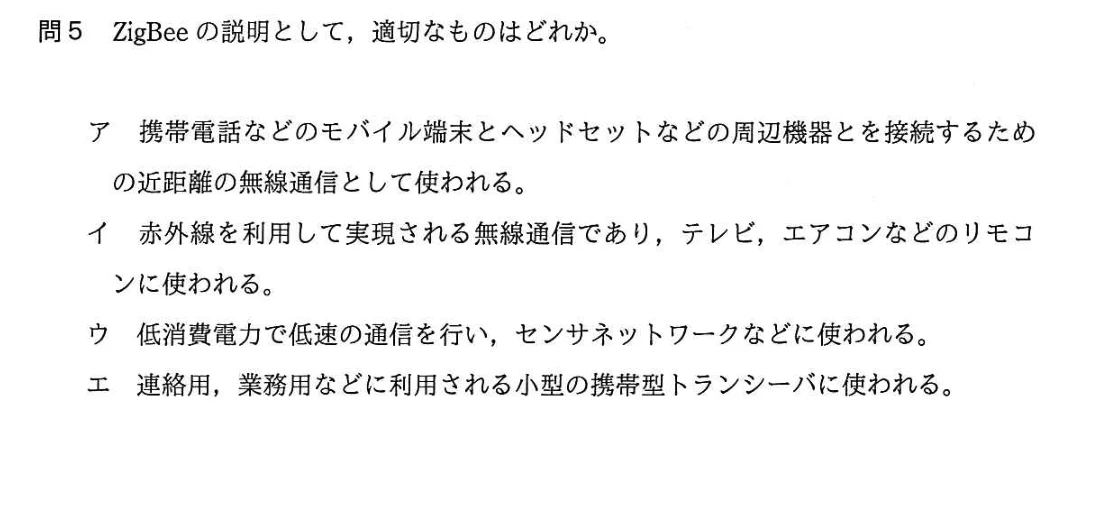 問5 ZigBee の説明として，適切なものはどれか。
ア 携帯電話などのモバイル端末とヘッドセットなどの周辺機器とを接続するため
の近距離の無線通信として使われる。
イ 赤外線を利用して実現される無線通信であり，テレビ，エアコンなどのリモコ
ンに使われる。
ウ 低消費電力で低速の通信を行い，センサネットワークなどに使われる。
エ 連絡用，業務用などに利用される小型の携帯型トランシーバに使われる。